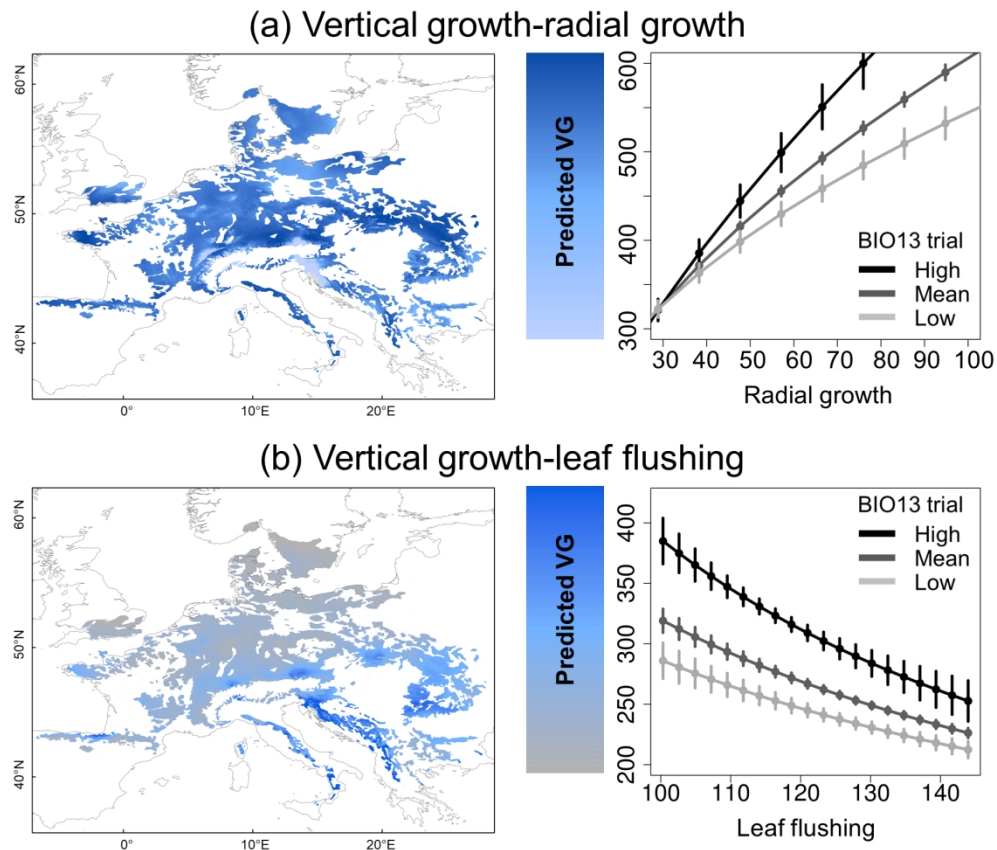 (a) Vertical growth-radial growth
60°N
50°N
40°N
0°
10°E
20°E
Predicted VG
600
500
400
300
BIO13 trial
High
Mean
Low
30 40 50 60 70 80 90 100
Radial growth
(b) Vertical growth-leaf flushing
60°N
50°N
40°N
0°
10°E
20°E
Predicted VG
400
350
300
250
200
BIO13 trial
High
Mean
Low
100 110 120 130 140
Leaf flushing